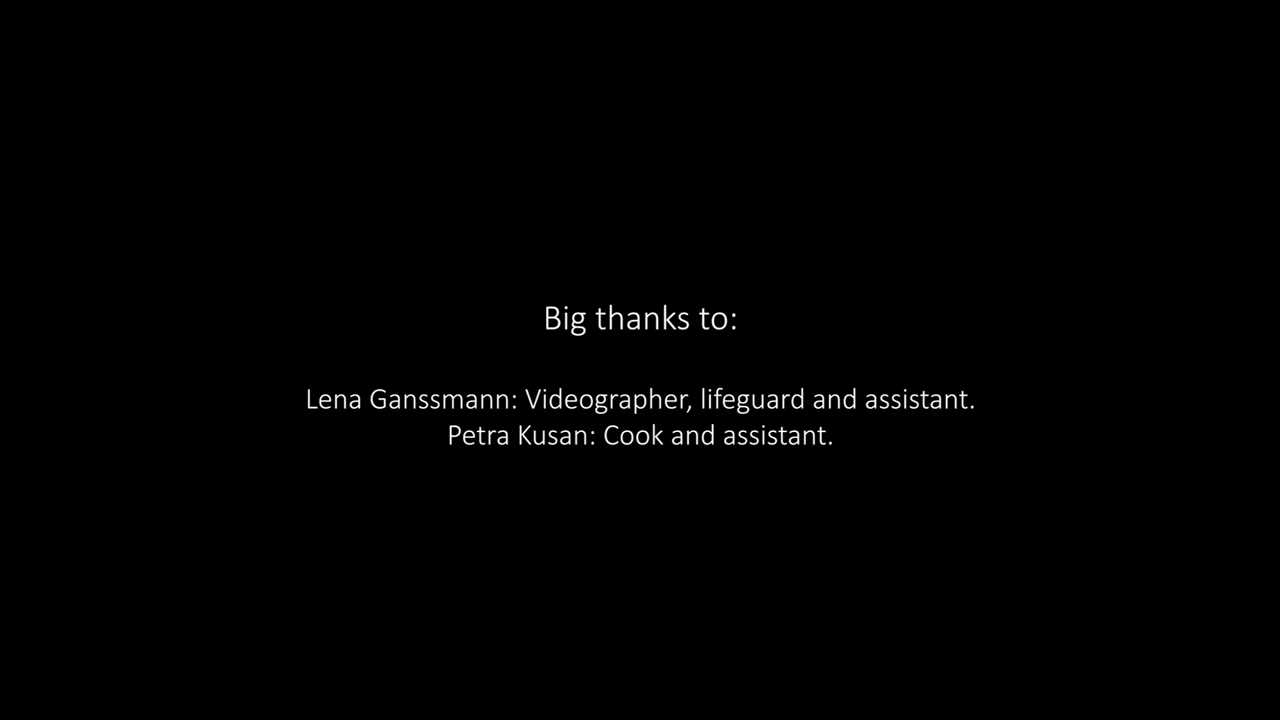 Big thanks to:
Lena Ganssmann: Videographer, lifeguard and assistant.
Petra Kusan: Cook and assistant.